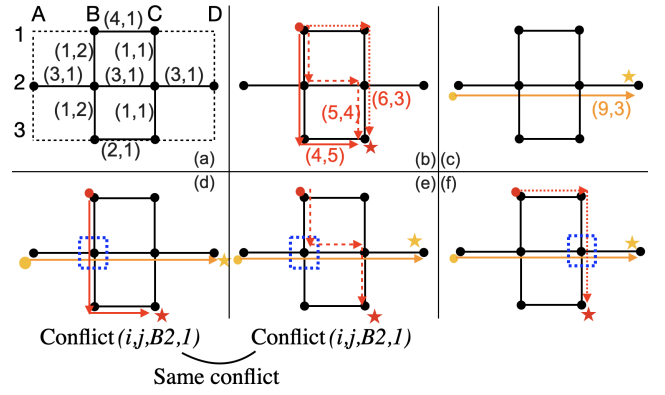 A B C D
(4,1)
1
(1,2) (1,1)
2 (3,1) (3,1) (3,1)
(1,2) (1,1)
3
(2,1)
(a)
(5,4) (6,3)
(4,5)
(b)
(9,3)
(c)
(d)
(e)
(f)
Conflict (i,j,B2,1) Conflict (i,j,B2,1)
Same conflict